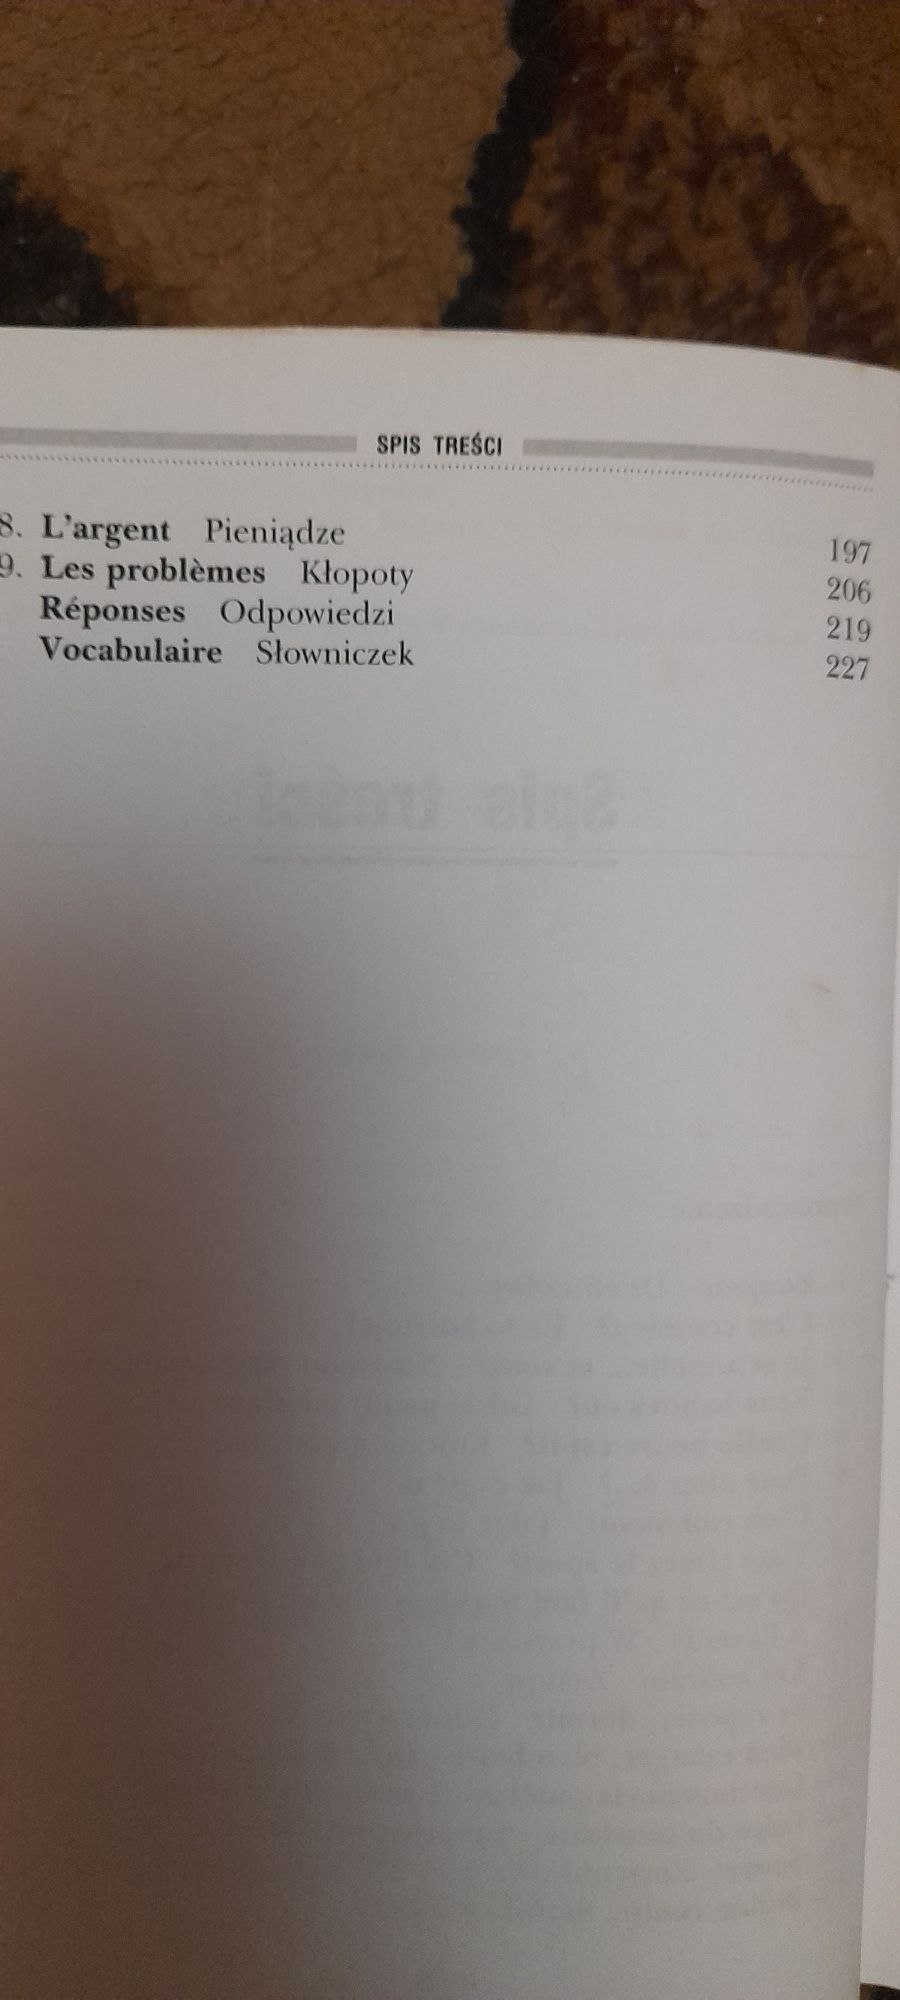 SPIS TREŚCI
8. L'argent Pieniądze 197
9. Les problèmes Kłopoty 206
Réponses Odpowiedzi 219
Vocabulaire Słowniczek 227